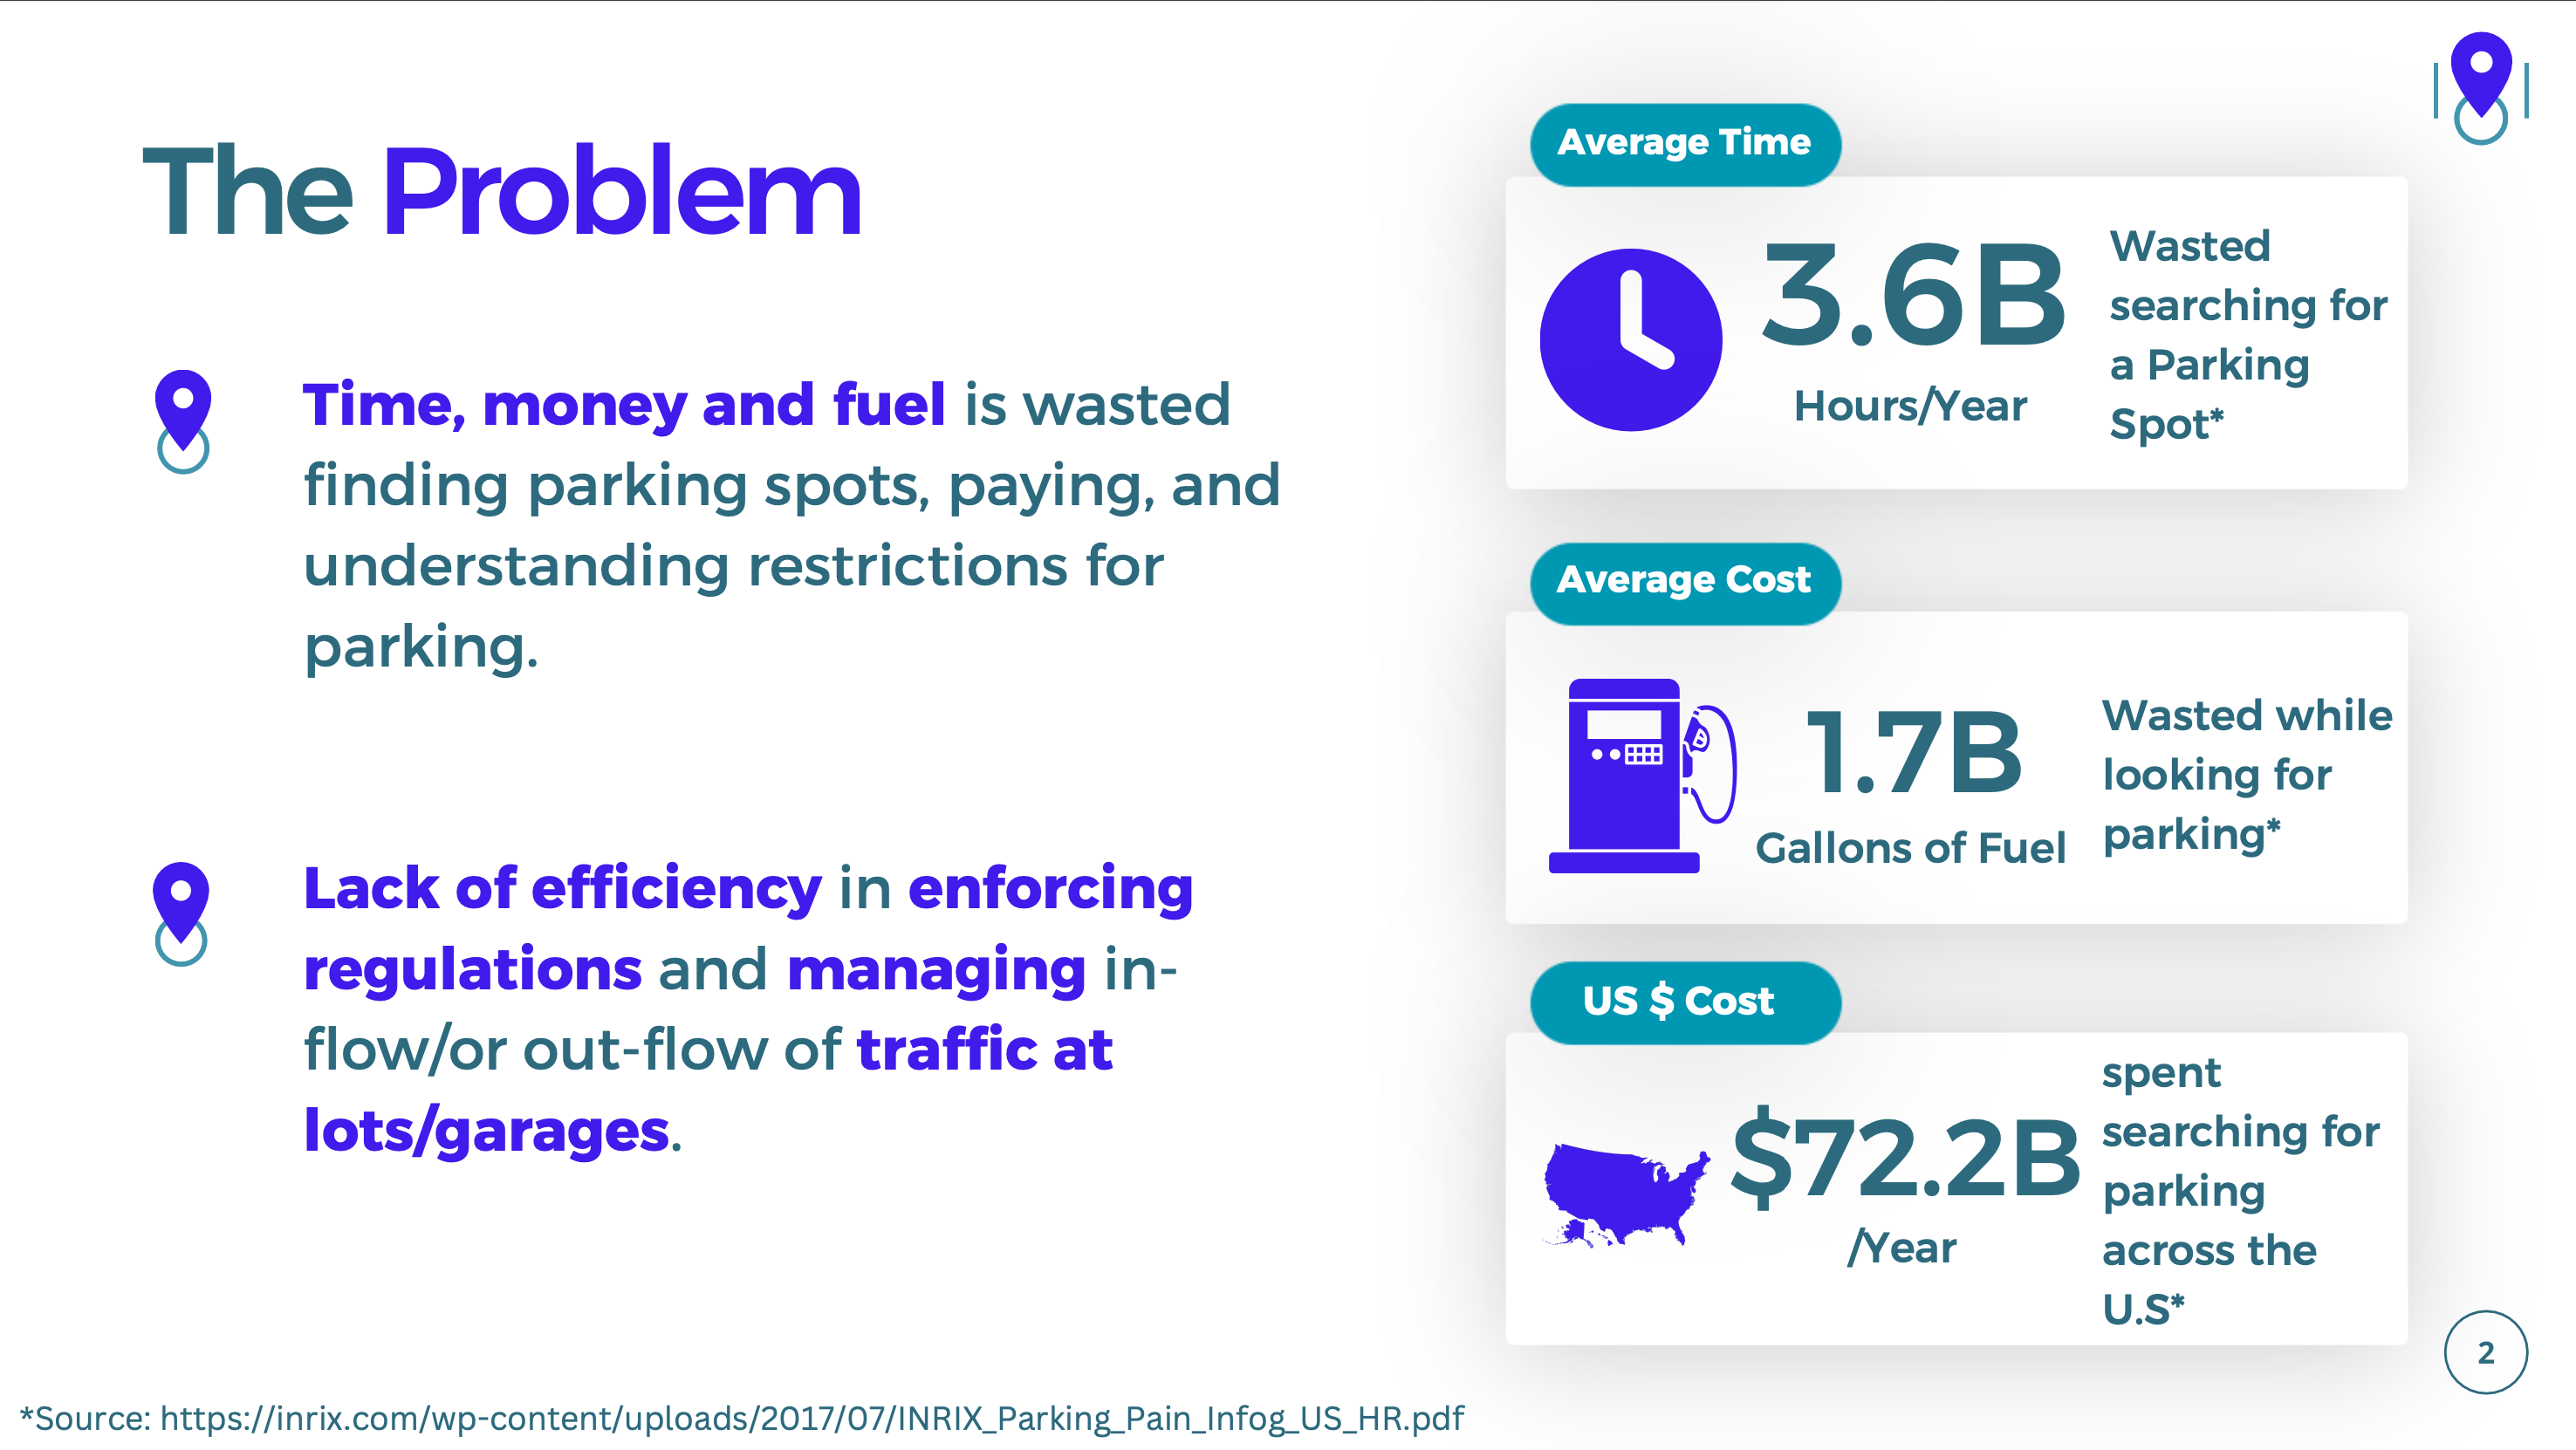 The Problem
Time, money and fuel is wasted
finding parking spots, paying, and
understanding restrictions for
parking.
Lack of efficiency in enforcing
regulations and managing in-
flow/or out-flow of traffic at
lots/garages.
Average Time
3.6B
Hours/Year
Wasted
searching for
a Parking
Spot*
Average Cost
1.7B
Gallons of Fuel
Wasted while
looking for
parking*
US $ Cost
$72.2B
/Year
spent
searching for
parking
across the
U.S*
2
*Source: https://inrix.com/wp-content/uploads/2017/07/INRIX_Parking_Pain_Infog_US_HR.pdf